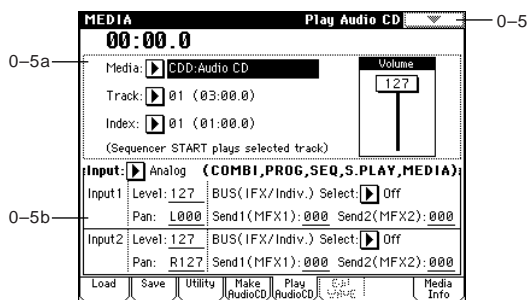 MEDIA Play Audio CD
0–5
00:00.0
0–5a
Media: CDD:Audio CD
Volume
127
Track: 01 (03:00.0)
Index: 01 (01:00.0)
(Sequencer START plays selected track)
Input: Analog (COMBI,PROG,SEQ,S.PLAY,MEDIA)
0–5b
Input1 Level: 127 BUS(IFX/Indiv.) Select: Off
Pan: L000 Send1(MFX1): 000 Send2(MFX2): 000
Input2 Level: 127 BUS(IFX/Indiv.) Select: Off
Pan: R127 Send1(MFX1): 000 Send2(MFX2): 000
Load Save Utility Make AudioCD Play AudioCD Edit WAVE Media Info